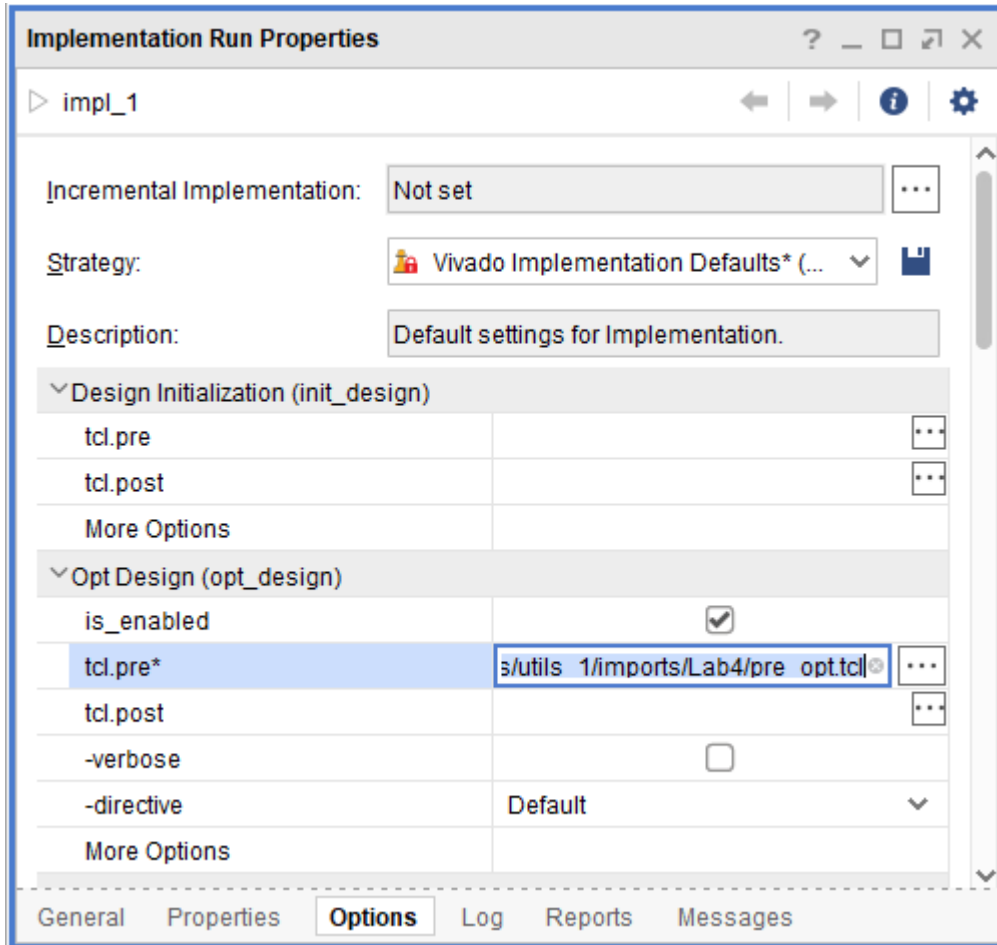 Implementation Run Properties
impl_1
Incremental Implementation: Not set
Strategy: Vivado Implementation Defaults* (...
Description: Default settings for Implementation.
Design Initialization (init_design)
tcl.pre
tcl.post
More Options
Opt Design (opt_design)
is_enabled
tcl.pre* s/utils_1/imports/Lab4/pre_opt.tcl
tcl.post
-verbose
-directive Default
More Options
General Properties Options Log Reports Messages